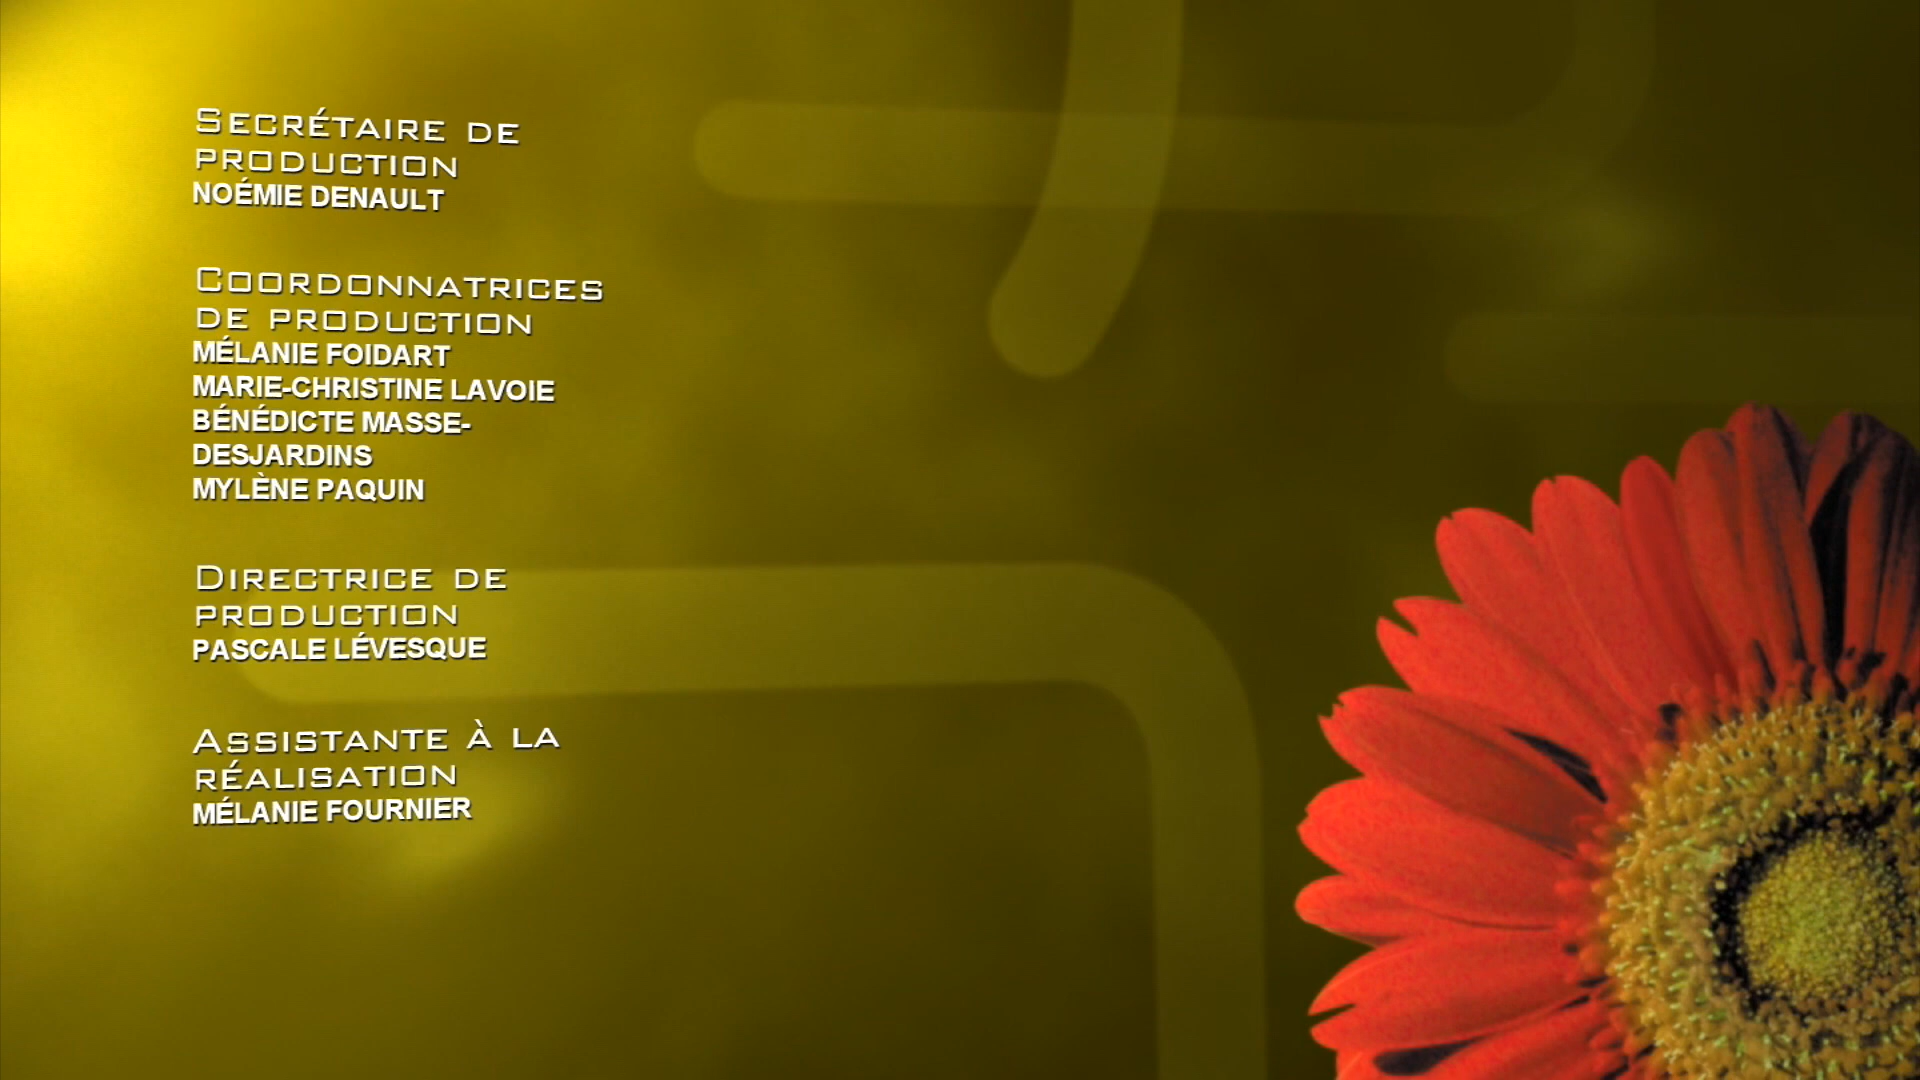 Secrétaire de
production
NOÉMIE DENAULT
Coordonnatrices
de production
MÉLANIE FOIDART
MARIE-CHRISTINE LAVOIE
BÉNÉDICTE MASSE-
DESJARDINS
MYLÈNE PAQUIN
Directrice de
production
PASCALE LÉVESQUE
Assistante à la
réalisation
MÉLANIE FOURNIER